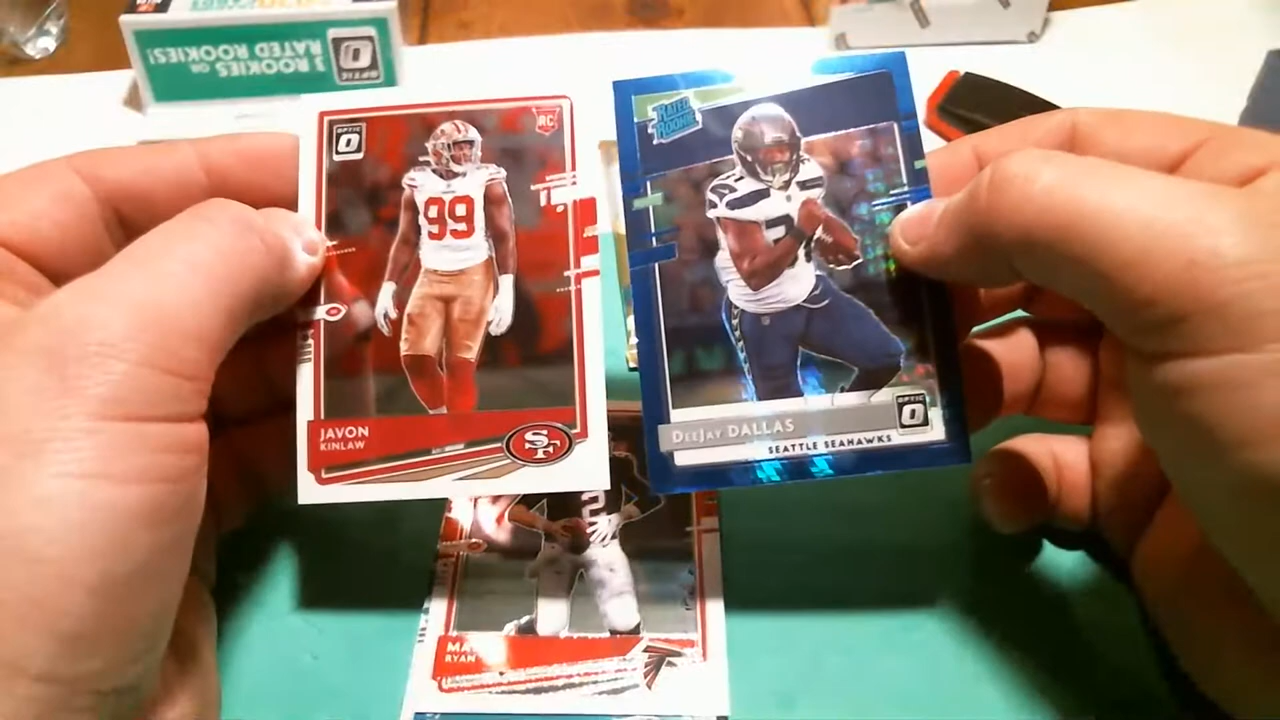 3 ROOKIES OR
RATED ROOKIES!
OPTIC
OPTIC
RC
99
JAVON
KINLAW
SF
RATED
ROOKIE
DEEJAY DALLAS
OPTIC
SEATTLE SEAHAWKS
RYAN